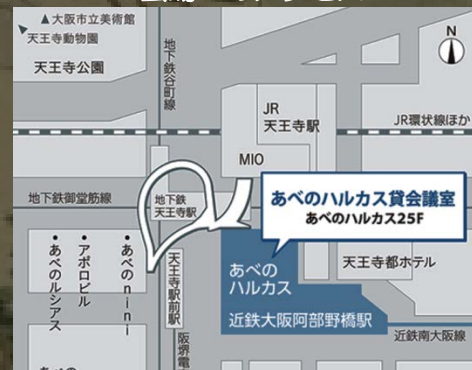 ▲大阪市立美術館
天王寺動物園
天王寺公園
地下鉄谷町線
N
JR
天王寺駅
JR環状線ほか
MIO
地下鉄御堂筋線
地下鉄
天王寺駅
あべのハルカス貸会議室
あべのハルカス25F
・あべのnini
・アポロビル
・あべのルシアス
天王寺駅前駅
あべの
ハルカス
天王寺都ホテル
近鉄大阪阿部野橋駅
近鉄南大阪線
阪堺電